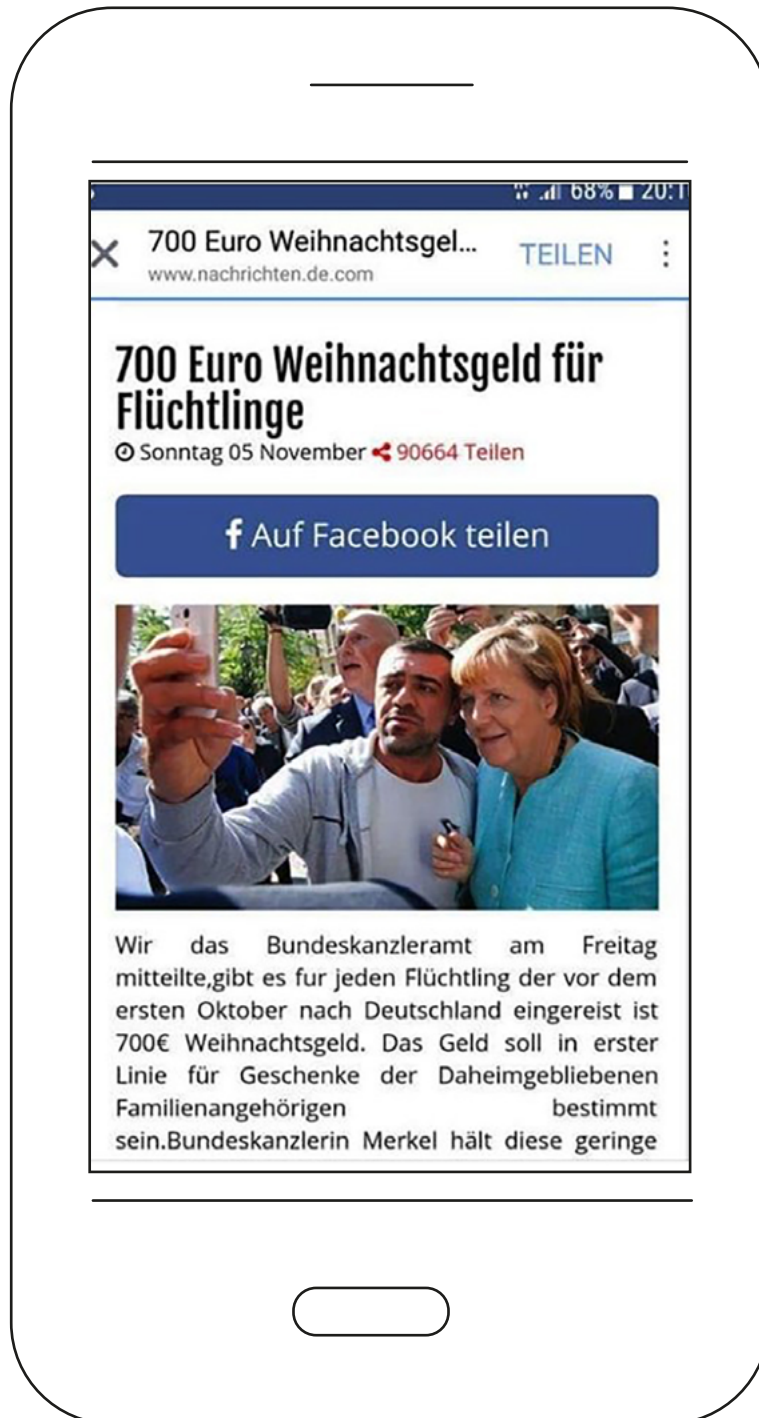 68% 20:1
700 Euro Weihnachtsgel... TEILEN
www.nachrichten.de.com
700 Euro Weihnachtsgeld für
Flüchtlinge
Sonntag 05 November 90664 Teilen
f Auf Facebook teilen
Wir das Bundeskanzleramt am Freitag
mitteilte,gibt es fur jeden Flüchtling der vor dem
ersten Oktober nach Deutschland eingereist ist
700€ Weihnachtsgeld. Das Geld soll in erster
Linie für Geschenke der Daheimgebliebenen
Familienangehörigen bestimmt
sein.Bundeskanzlerin Merkel hält diese geringe